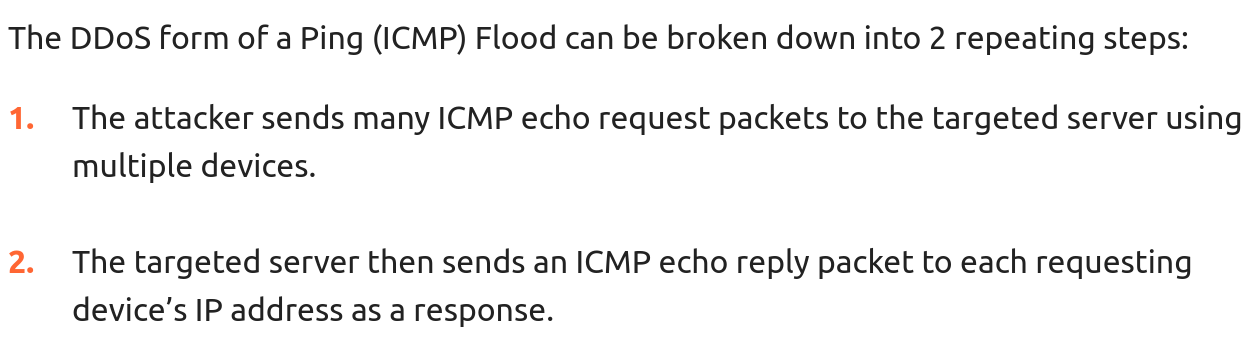 The DDoS form of a Ping (ICMP) Flood can be broken down into 2 repeating steps:
1. The attacker sends many ICMP echo request packets to the targeted server using
multiple devices.
2. The targeted server then sends an ICMP echo reply packet to each requesting
device’s IP address as a response.